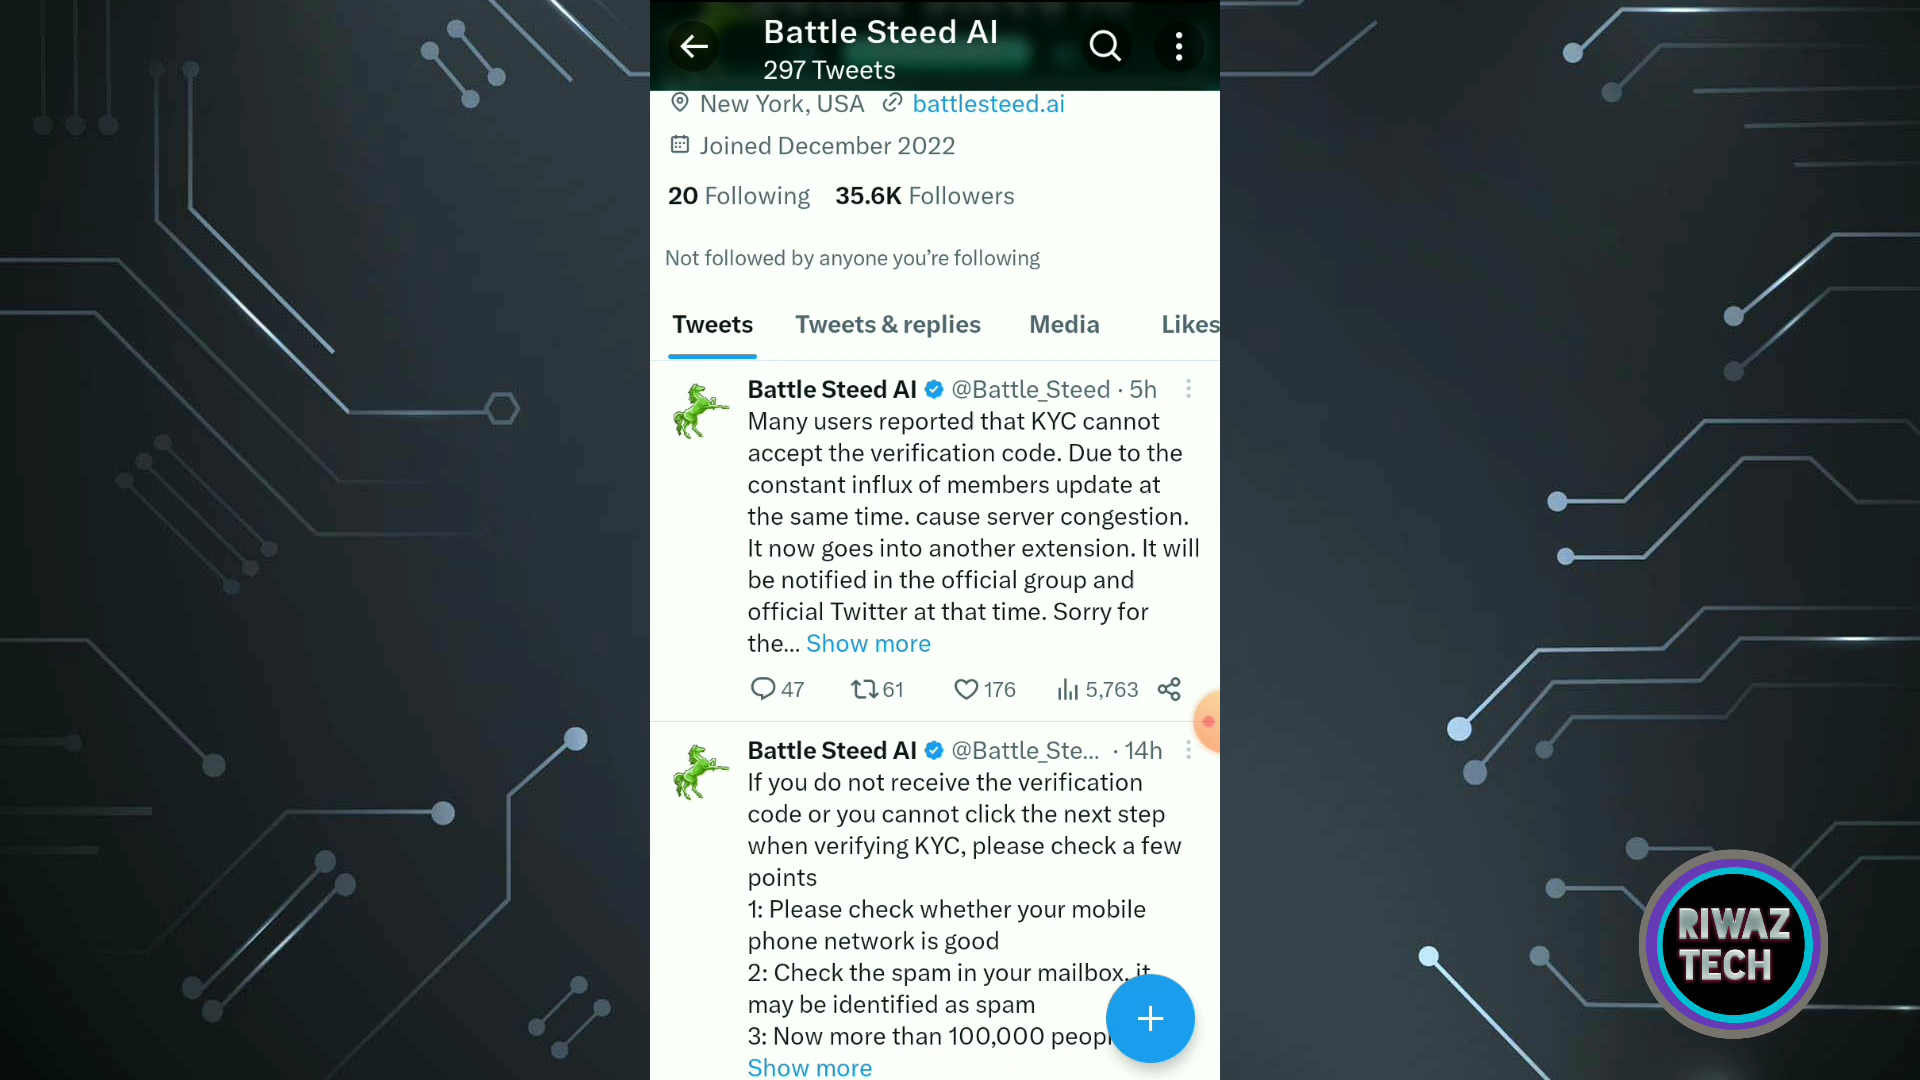 Battle Steed AI
297 Tweets
New York, USA battlesteed.ai
Joined December 2022
20 Following 35.6K Followers
Not followed by anyone you’re following
Tweets Tweets & replies Media Likes
Battle Steed AI @Battle_Steed · 5h
Many users reported that KYC cannot
accept the verification code. Due to the
constant influx of members update at
the same time. cause server congestion.
It now goes into another extension. It will
be notified in the official group and
official Twitter at that time. Sorry for
the... Show more
47 61 176 5,763
Battle Steed AI @Battle_Ste... · 14h
If you do not receive the verification
code or you cannot click the next step
when verifying KYC, please check a few
points
1: Please check whether your mobile
phone network is good
2: Check the spam in your mailbox. it
may be identified as spam
3: Now more than 100,000
Show more
RIWAZ
TECH